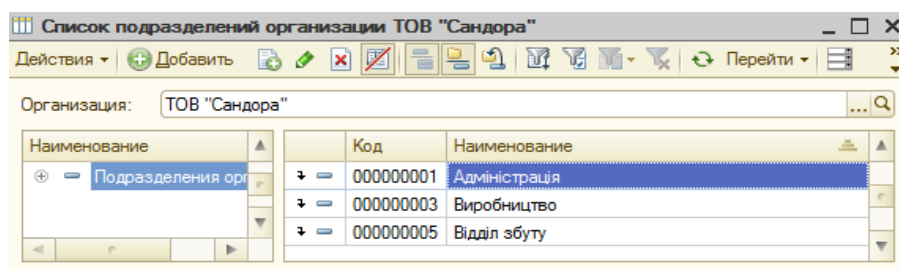 Список подразделений организации ТОВ "Сандора"
Действия Добавить Перейти
Организация: ТОВ "Сандора" ...
Наименование Код Наименование
Подразделения орг 000000001 Адміністрація
000000003 Виробництво
000000005 Відділ збуту